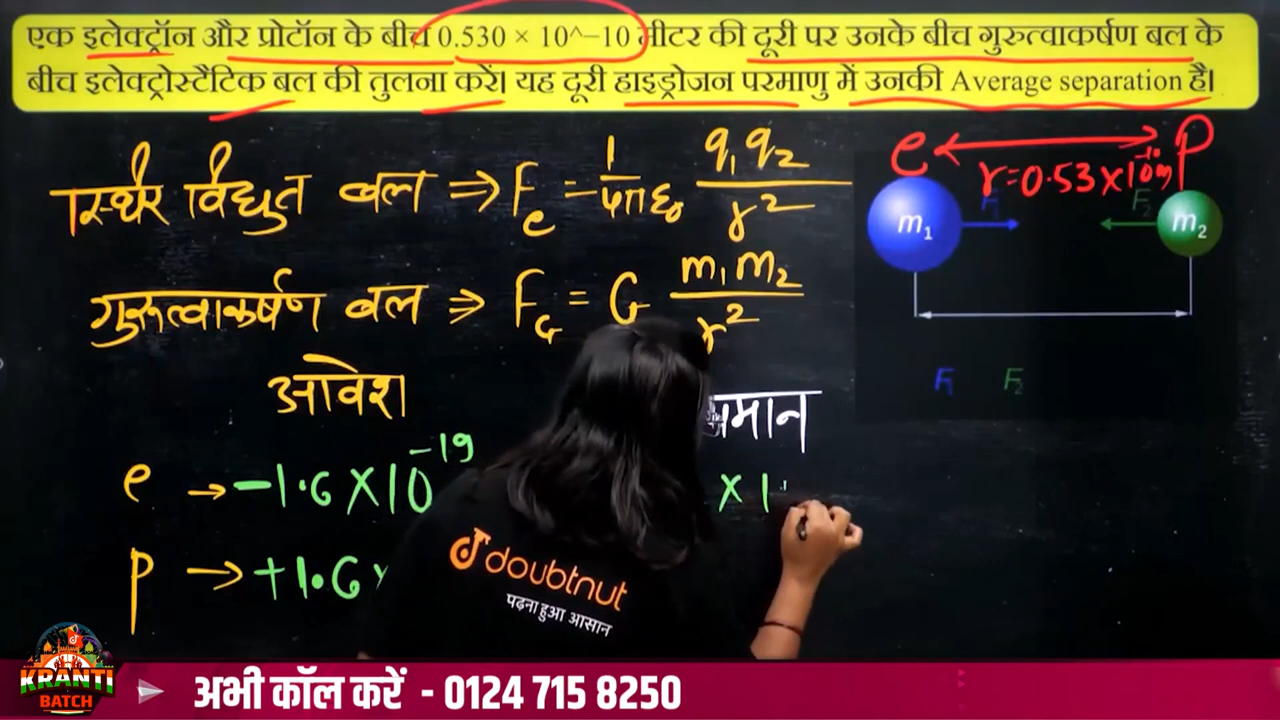 एक इलेक्ट्रॉन और प्रोटॉन के बीच 0.530 × 10^−10 मीटर की दूरी पर उनके बीच गुरुत्वाकर्षण बल के
बीच इलेक्ट्रोस्टैटिक बल की तुलना करें। यह दूरी हाइड्रोजन परमाणु में उनकी Average separation है।
e P
r=0.53×10⁻¹⁰m
स्थिर विद्युत बल ⇒ Fe = 1/4πε₀ q₁q₂/r²
m₁ F₁ F₂ m₂
गुरुत्वाकर्षण बल ⇒ F_G = G m₁m₂/r²
F₁ F₂
आवेश
e → -1.6×10⁻¹⁹ × 1
P → +1.6×
doubtnut
पढ़ना हुआ आसान
KRANTI
BATCH
अभी कॉल करें - 0124 715 8250